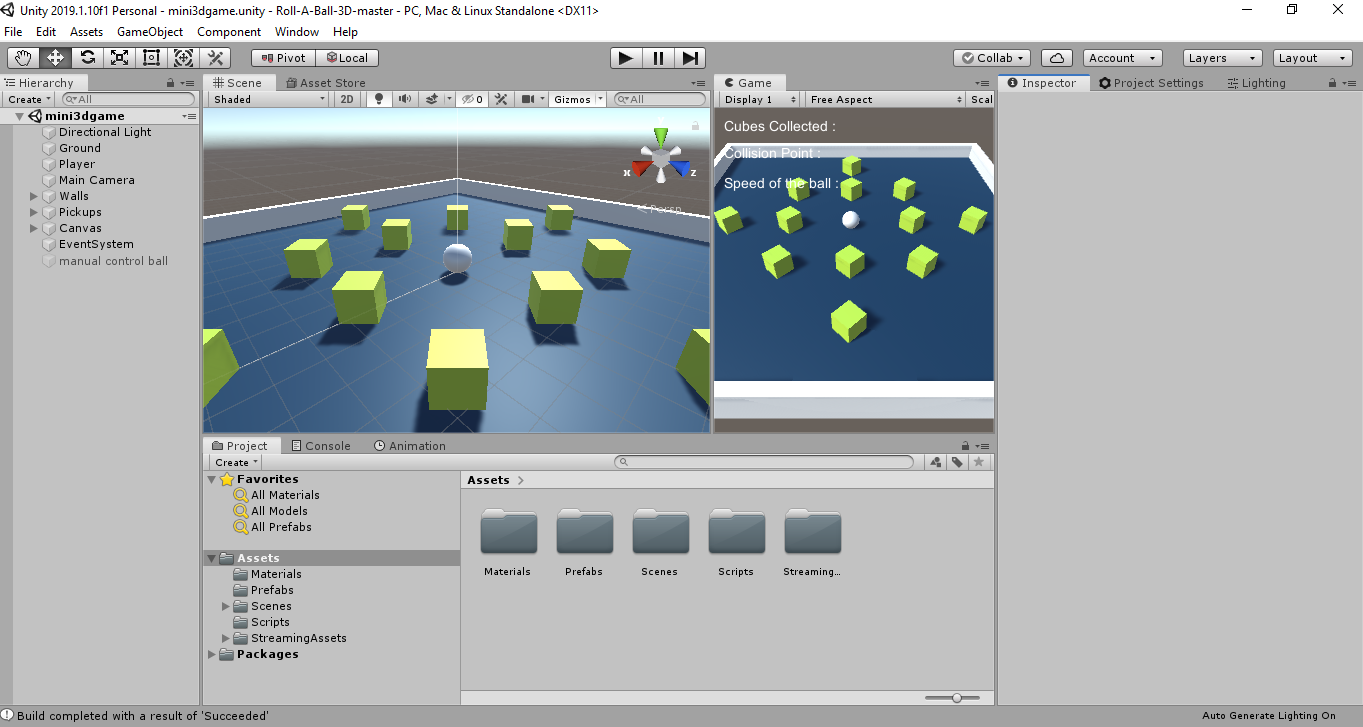 Unity 2019.1.10f1 Personal - mini3dgame.unity - Roll-A-Ball-3D-master - PC, Mac & Linux Standalone <DX11>
File Edit Assets GameObject Component Window Help
Pivot Local Collab Account Layers Layout
Hierarchy
Create All
mini3dgame
Directional Light
Ground
Player
Main Camera
Walls
Pickups
Canvas
EventSystem
manual control ball
Scene Asset Store
Shaded 2D 0 Gizmos All
x z
Persp
Game
Display 1 Free Aspect Scal
Cubes Collected :
Collision Point :
Speed of the ball :
Inspector Project Settings Lighting
Project Console Animation
Create
Favorites
All Materials
All Models
All Prefabs
Assets
Materials
Prefabs
Scenes
Scripts
StreamingAssets
Packages
Assets
Materials Prefabs Scenes Scripts Streaming...
Build completed with a result of 'Succeeded'
Auto Generate Lighting On